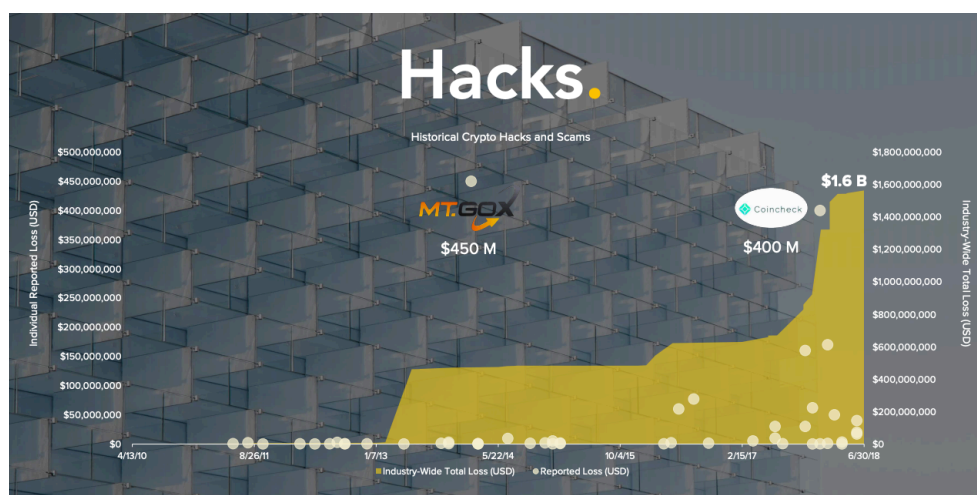 Hacks.
Historical Crypto Hacks and Scams
$500,000,000
$450,000,000
$400,000,000
$350,000,000
$300,000,000
$250,000,000
$200,000,000
$150,000,000
$100,000,000
$50,000,000
$0
Individual Reported Loss (USD)
MT.GOX
$450 M
Coincheck
$400 M
$1.6 B
$1,800,000,000
$1,600,000,000
$1,400,000,000
$1,200,000,000
$1,000,000,000
$800,000,000
$600,000,000
$400,000,000
$200,000,000
$0
Industry-Wide Total Loss (USD)
4/13/10 8/26/11 1/7/13 5/22/14 10/4/15 2/15/17 6/30/18
Industry-Wide Total Loss (USD) Reported Loss (USD)